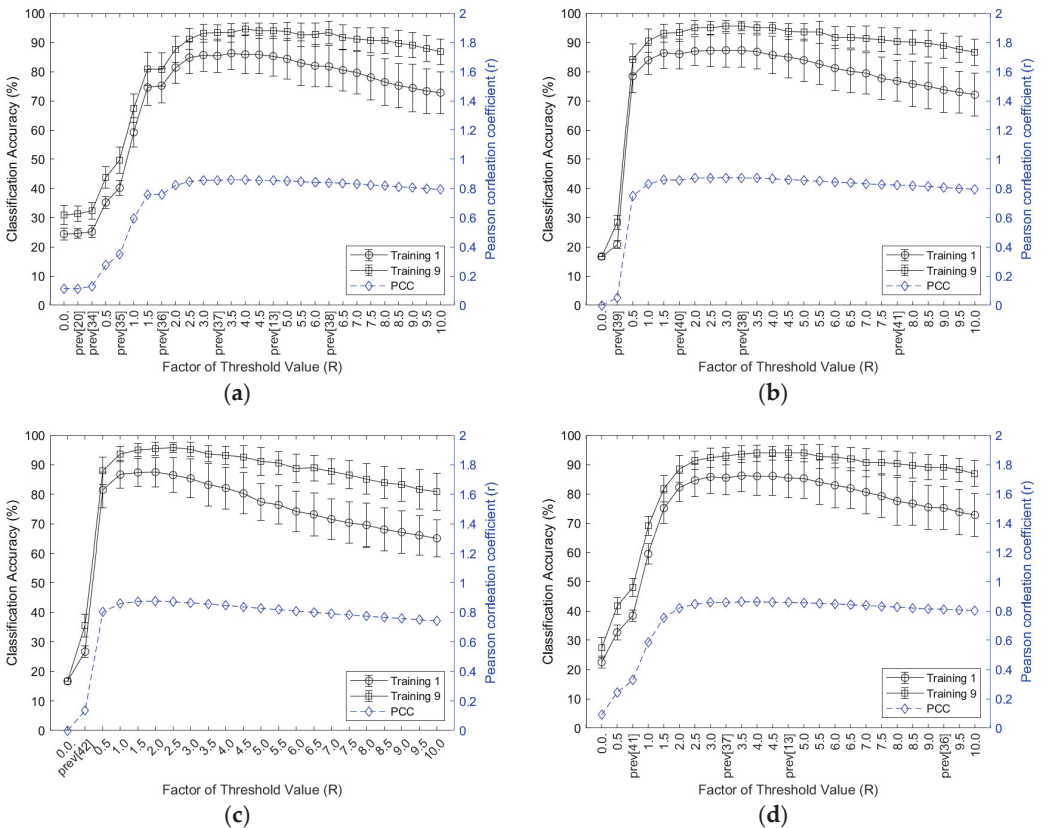 Classification Accuracy (%)
100
90
80
70
60
50
40
30
20
10
0
2
1.8
1.6
1.4
1.2
1
0.8
0.6
0.4
0.2
0
Pearson corrleation coefficient (r)
Training 1
Training 9
PCC
0.0. prev[20] prev[34] 0.5 prev[35] 1.0 1.5 prev[36] 2.0 2.5 3.0 prev[37] 3.5 4.0 4.5 prev[13] 5.0 5.5 6.0 prev[38] 6.5 7.0 7.5 8.0 8.5 9.0 9.5 10.0
Factor of Threshold Value (R)
(a)
Classification Accuracy (%)
100
90
80
70
60
50
40
30
20
10
0
2
1.8
1.6
1.4
1.2
1
0.8
0.6
0.4
0.2
0
Pearson corrleation coefficient (r)
Training 1
Training 9
PCC
0.0. prev[39] 0.5 1.0 1.5 prev[40] 2.0 2.5 3.0 prev[38] 3.5 4.0 4.5 5.0 5.5 6.0 6.5 7.0 7.5 prev[41] 8.0 8.5 9.0 9.5 10.0
Factor of Threshold Value (R)
(b)
Classification Accuracy (%)
100
90
80
70
60
50
40
30
20
10
0
2
1.8
1.6
1.4
1.2
1
0.8
0.6
0.4
0.2
0
Pearson corrleation coefficient (r)
Training 1
Training 9
PCC
0.0. prev[42] 0.5 1.0 1.5 2.0 2.5 3.0 3.5 4.0 4.5 5.0 5.5 6.0 6.5 7.0 7.5 8.0 8.5 9.0 9.5 10.0
Factor of Threshold Value (R)
(c)
Classification Accuracy (%)
100
90
80
70
60
50
40
30
20
10
0
2
1.8
1.6
1.4
1.2
1
0.8
0.6
0.4
0.2
0
Pearson corrleation coefficient (r)
Training 1
Training 9
PCC
0.0. 0.5 prev[41] 1.0 1.5 2.0 2.5 3.0 prev[37] 3.5 4.0 4.5 prev[13] 5.0 5.5 6.0 6.5 7.0 7.5 8.0 8.5 9.0 prev[36] 9.5 10.0
Factor of Threshold Value (R)
(d)